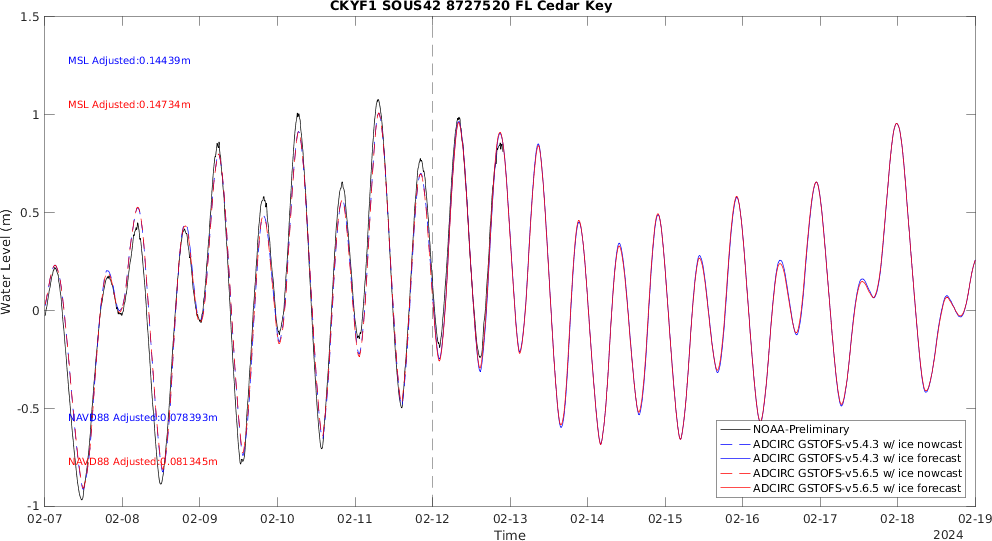 CKYF1 SOUS42 8727520 FL Cedar Key
1.5
MSL Adjusted:0.14439m
MSL Adjusted:0.14734m
1
0.5
Water Level (m)
0
-0.5
NAVD88 Adjusted:0.078393m
NAVD88 Adjusted:0.081345m
-1
NOAA-Preliminary
ADCIRC GSTOFS-v5.4.3 w/ ice nowcast
ADCIRC GSTOFS-v5.4.3 w/ ice forecast
ADCIRC GSTOFS-v5.6.5 w/ ice nowcast
ADCIRC GSTOFS-v5.6.5 w/ ice forecast
02-07 02-08 02-09 02-10 02-11 02-12 02-13 02-14 02-15 02-16 02-17 02-18 02-19
Time
2024